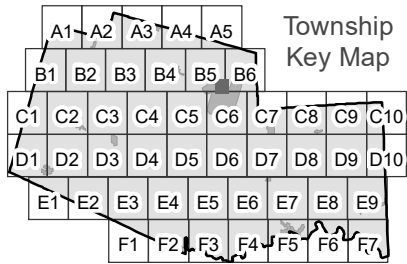 Township
Key Map
A1 A2 A3 A4 A5
B1 B2 B3 B4 B5 B6
C1 C2 C3 C4 C5 C6 C7 C8 C9 C10
D1 D2 D3 D4 D5 D6 D7 D8 D9 D10
E1 E2 E3 E4 E5 E6 E7 E8 E9
F1 F2 F3 F4 F5 F6 F7